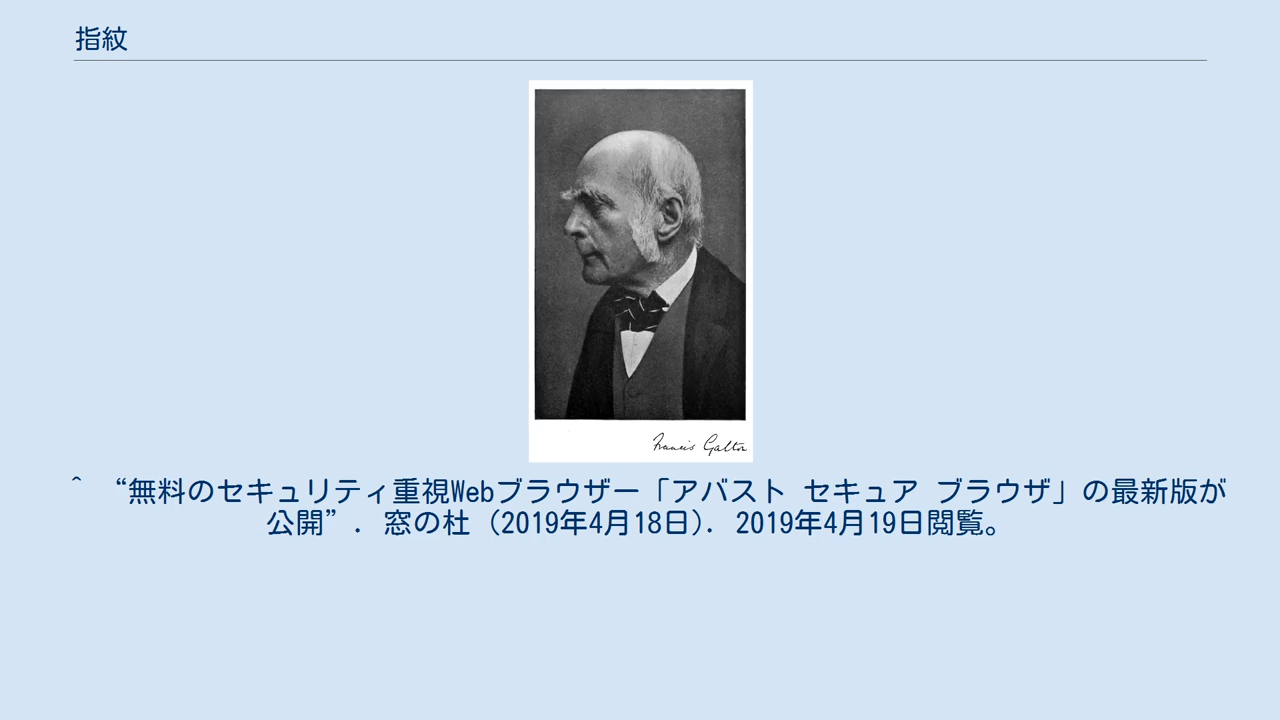 指紋
Francis Galton
^ “無料のセキュリティ重視Webブラウザー「アバスト セキュア ブラウザ」の最新版が
公開”. 窓の杜 (2019年4月18日). 2019年4月19日閲覧。